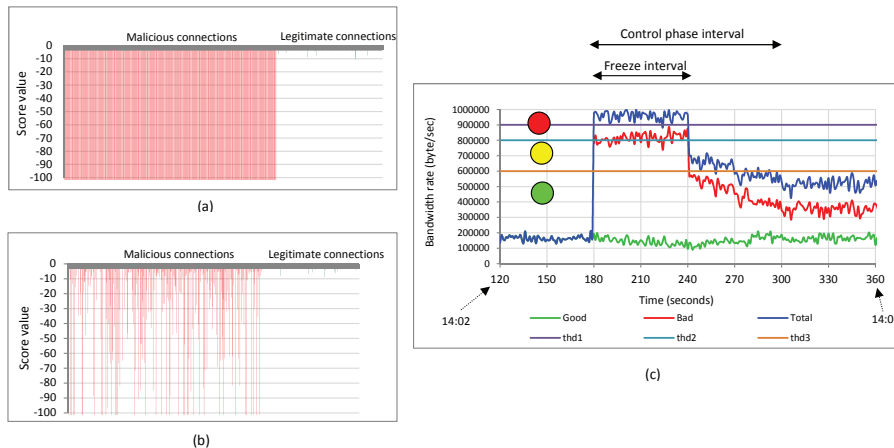 Malicious connections Legitimate connections
Score value
0
-10
-20
-30
-40
-50
-60
-70
-80
-90
-100
(a)
Malicious connections Legitimate connections
Score value
0
-10
-20
-30
-40
-50
-60
-70
-80
-90
-100
(b)
Control phase interval
Freeze interval
Bandwidth rate (byte/sec)
1000000
900000
800000
700000
600000
500000
400000
300000
200000
100000
0
120 150 180 210 240 270 300 330 360
Time (seconds)
14:02
14:0
Good Bad Total
thd1 thd2 thd3
(c)